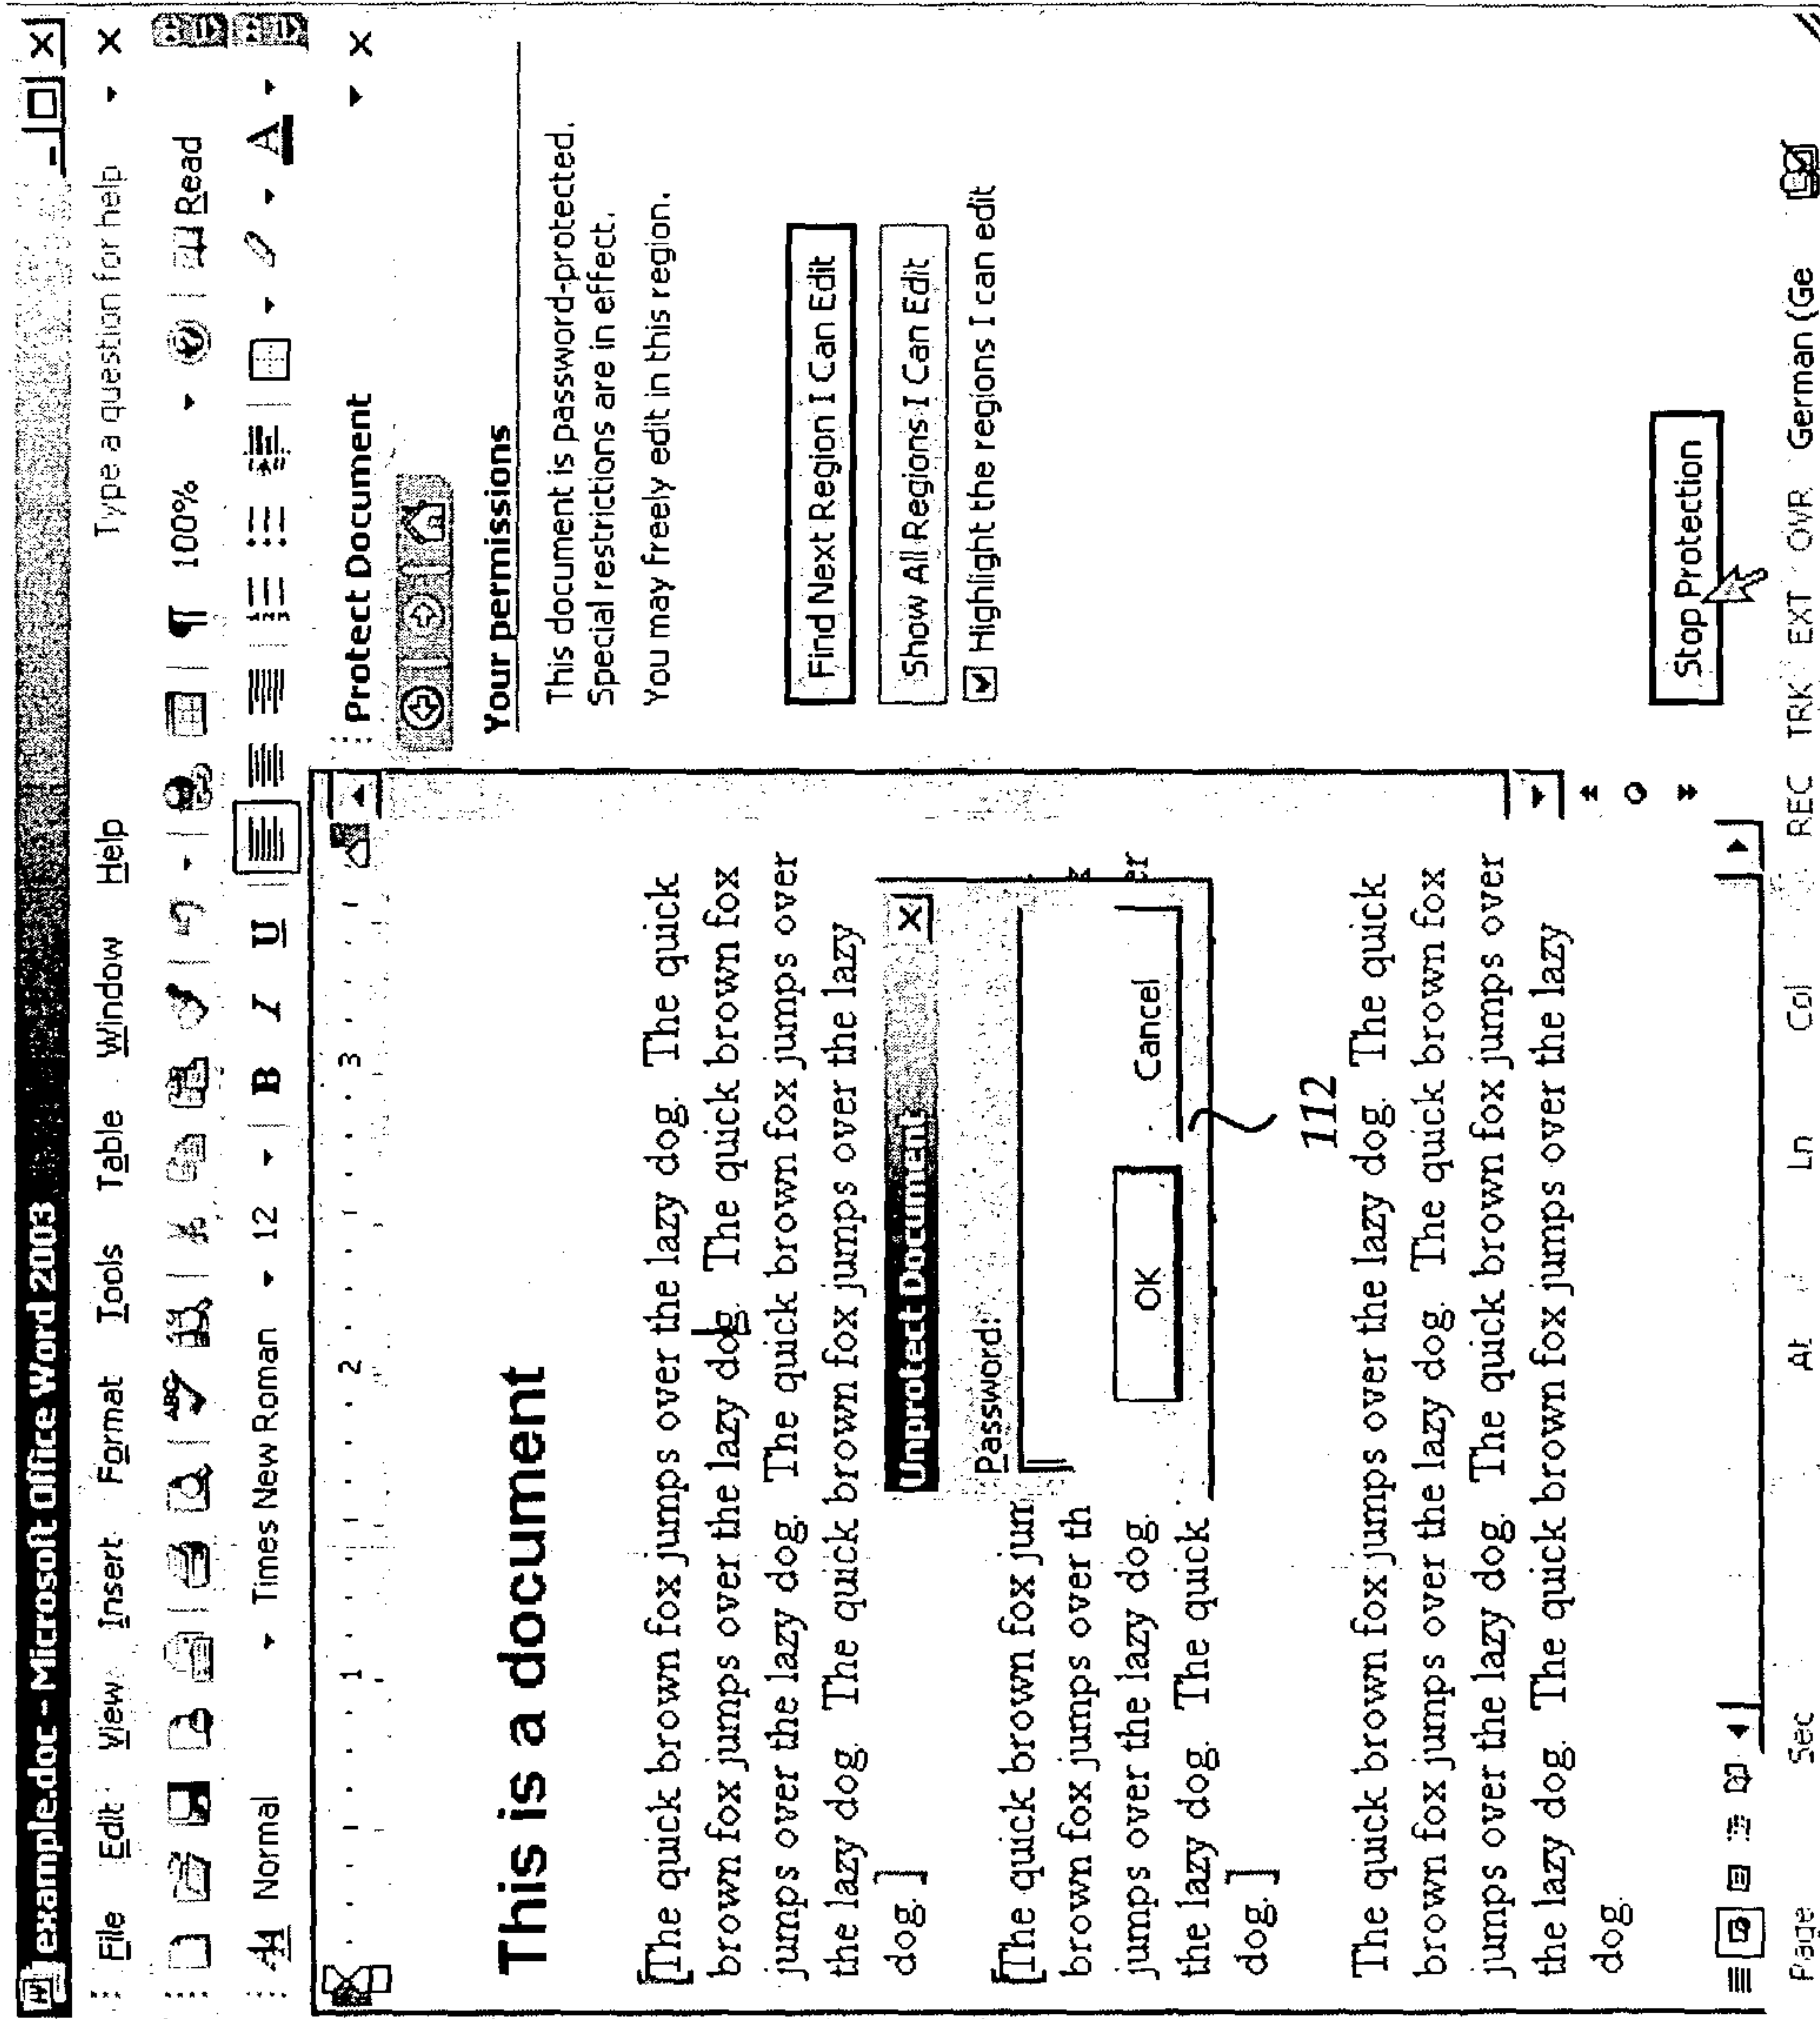 example.doc - Microsoft Office Word 2003
File Edit View Insert Format Tools Table Window Help Type a question for help
ABC 100% Read
Normal Times New Roman 12 B I U A
1 2 3
Protect Document
Your permissions
This document is password-protected.
Special restrictions are in effect.
You may freely edit in this region.
Find Next Region I Can Edit
Show All Regions I Can Edit
Highlight the regions I can edit
Stop Protection
This is a document
[The quick brown fox jumps over the lazy dog. The quick
brown fox jumps over the lazy dog. The quick brown fox
jumps over the lazy dog. The quick brown fox jumps over
the lazy dog. The quick brown fox jumps over the lazy
dog.]
[The quick brown fox jum
brown fox jumps over th
jumps over the lazy dog.
the lazy dog. The quick
dog.]
er
Unprotect Document
Password:
OK Cancel
112
The quick brown fox jumps over the lazy dog. The quick
brown fox jumps over the lazy dog. The quick brown fox
jumps over the lazy dog. The quick brown fox jumps over
the lazy dog. The quick brown fox jumps over the lazy
dog.
Page Sec At Ln Col REC TRK EXT OVR German (Ge